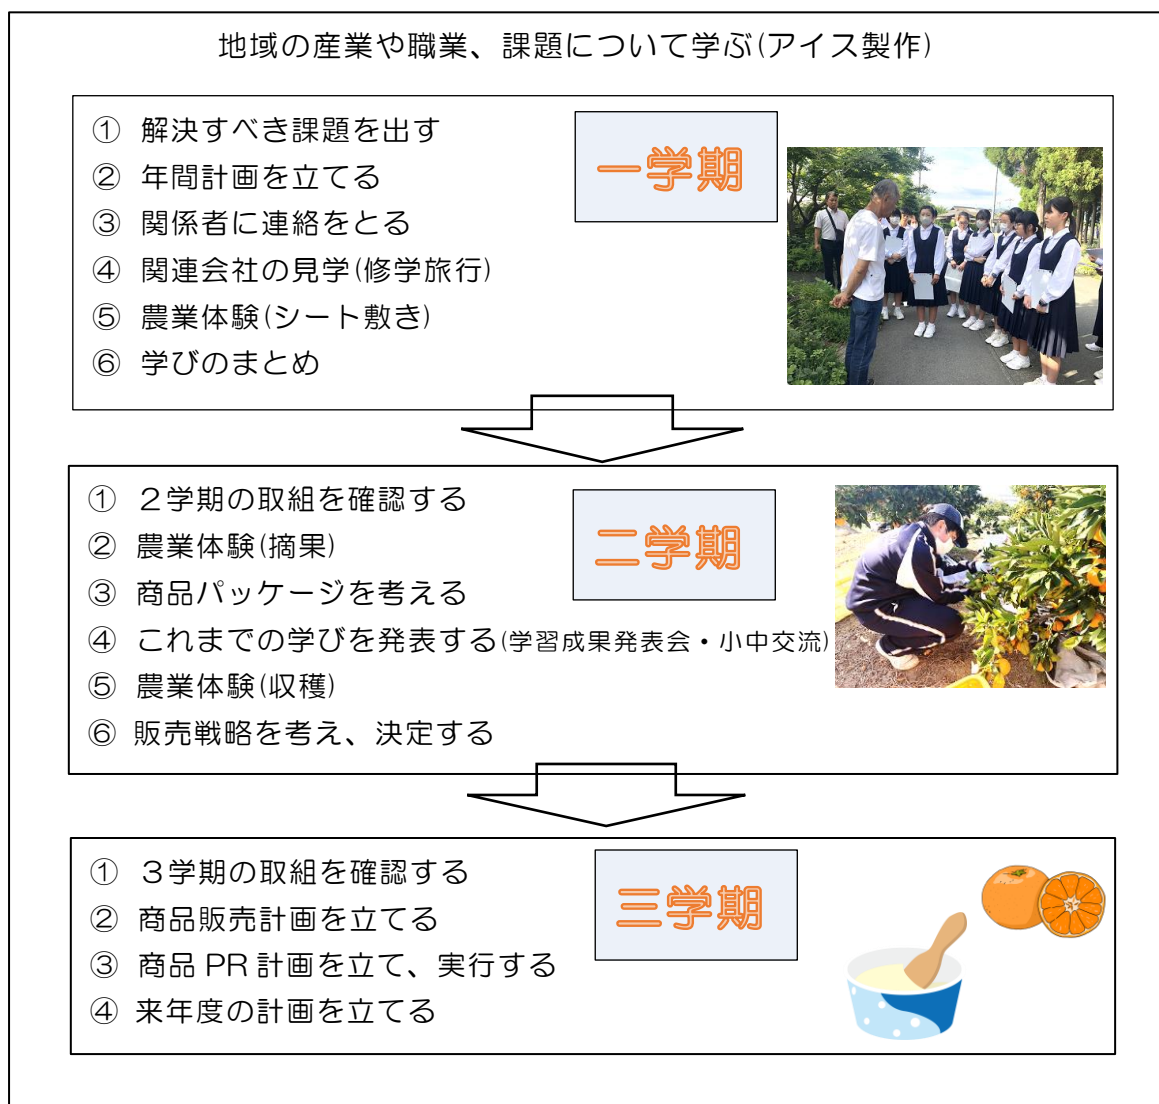 地域の産業や職業、課題について学ぶ(アイス製作)
① 解決すべき課題を出す
② 年間計画を立てる
③ 関係者に連絡をとる
④ 関連会社の見学(修学旅行)
⑤ 農業体験(シート敷き)
⑥ 学びのまとめ
一学期
① 2学期の取組を確認する
② 農業体験(摘果)
③ 商品パッケージを考える
④ これまでの学びを発表する(学習成果発表会・小中交流)
⑤ 農業体験(収穫)
⑥ 販売戦略を考え、決定する
二学期
① 3学期の取組を確認する
② 商品販売計画を立てる
③ 商品 PR 計画を立て、実行する
④ 来年度の計画を立てる
三学期